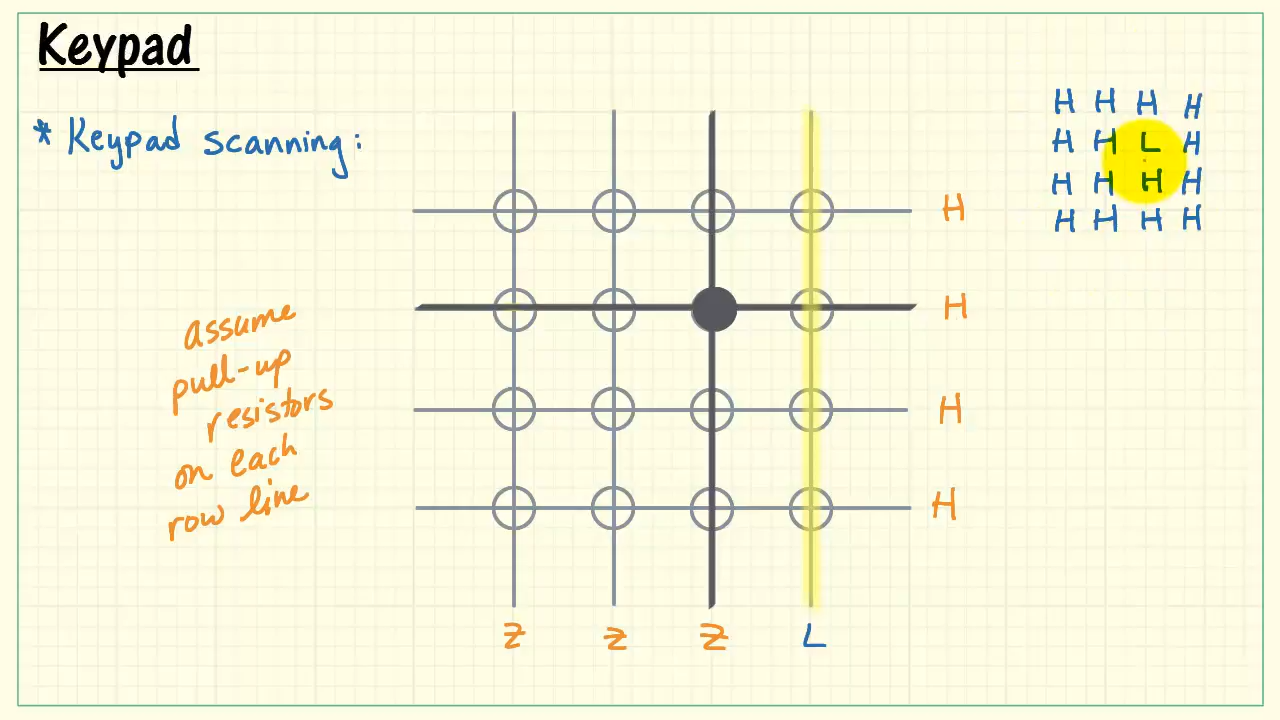 Keypad
* Keypad scanning:
H H H H
H H L H
H H H H
H H H H
H
H
H
H
assume
pull-up
resistors
on each
row line
Z Z Z L